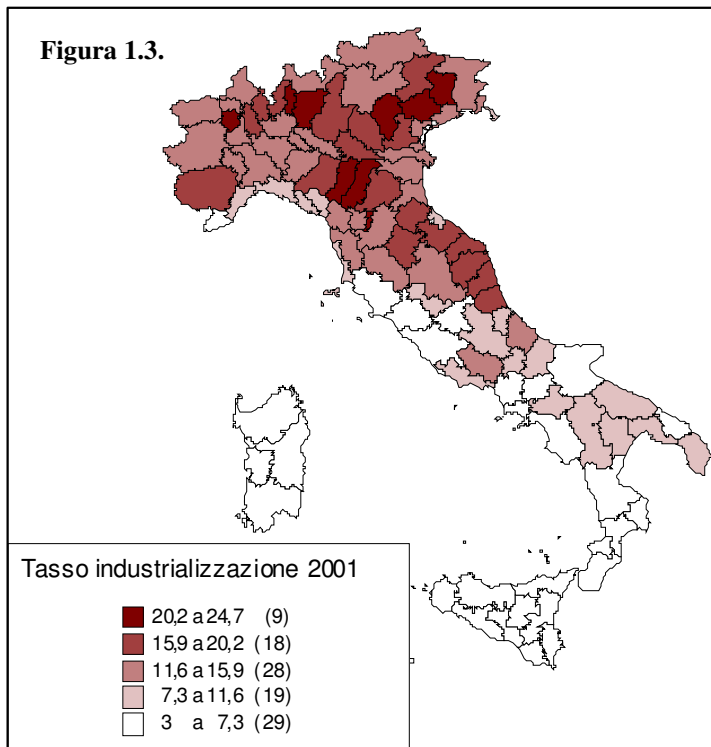 Figura 1.3.
Tasso industrializzazione 2001
20,2 a 24,7 (9)
15,9 a 20,2 (18)
11,6 a 15,9 (28)
7,3 a 11,6 (19)
3 a 7,3 (29)